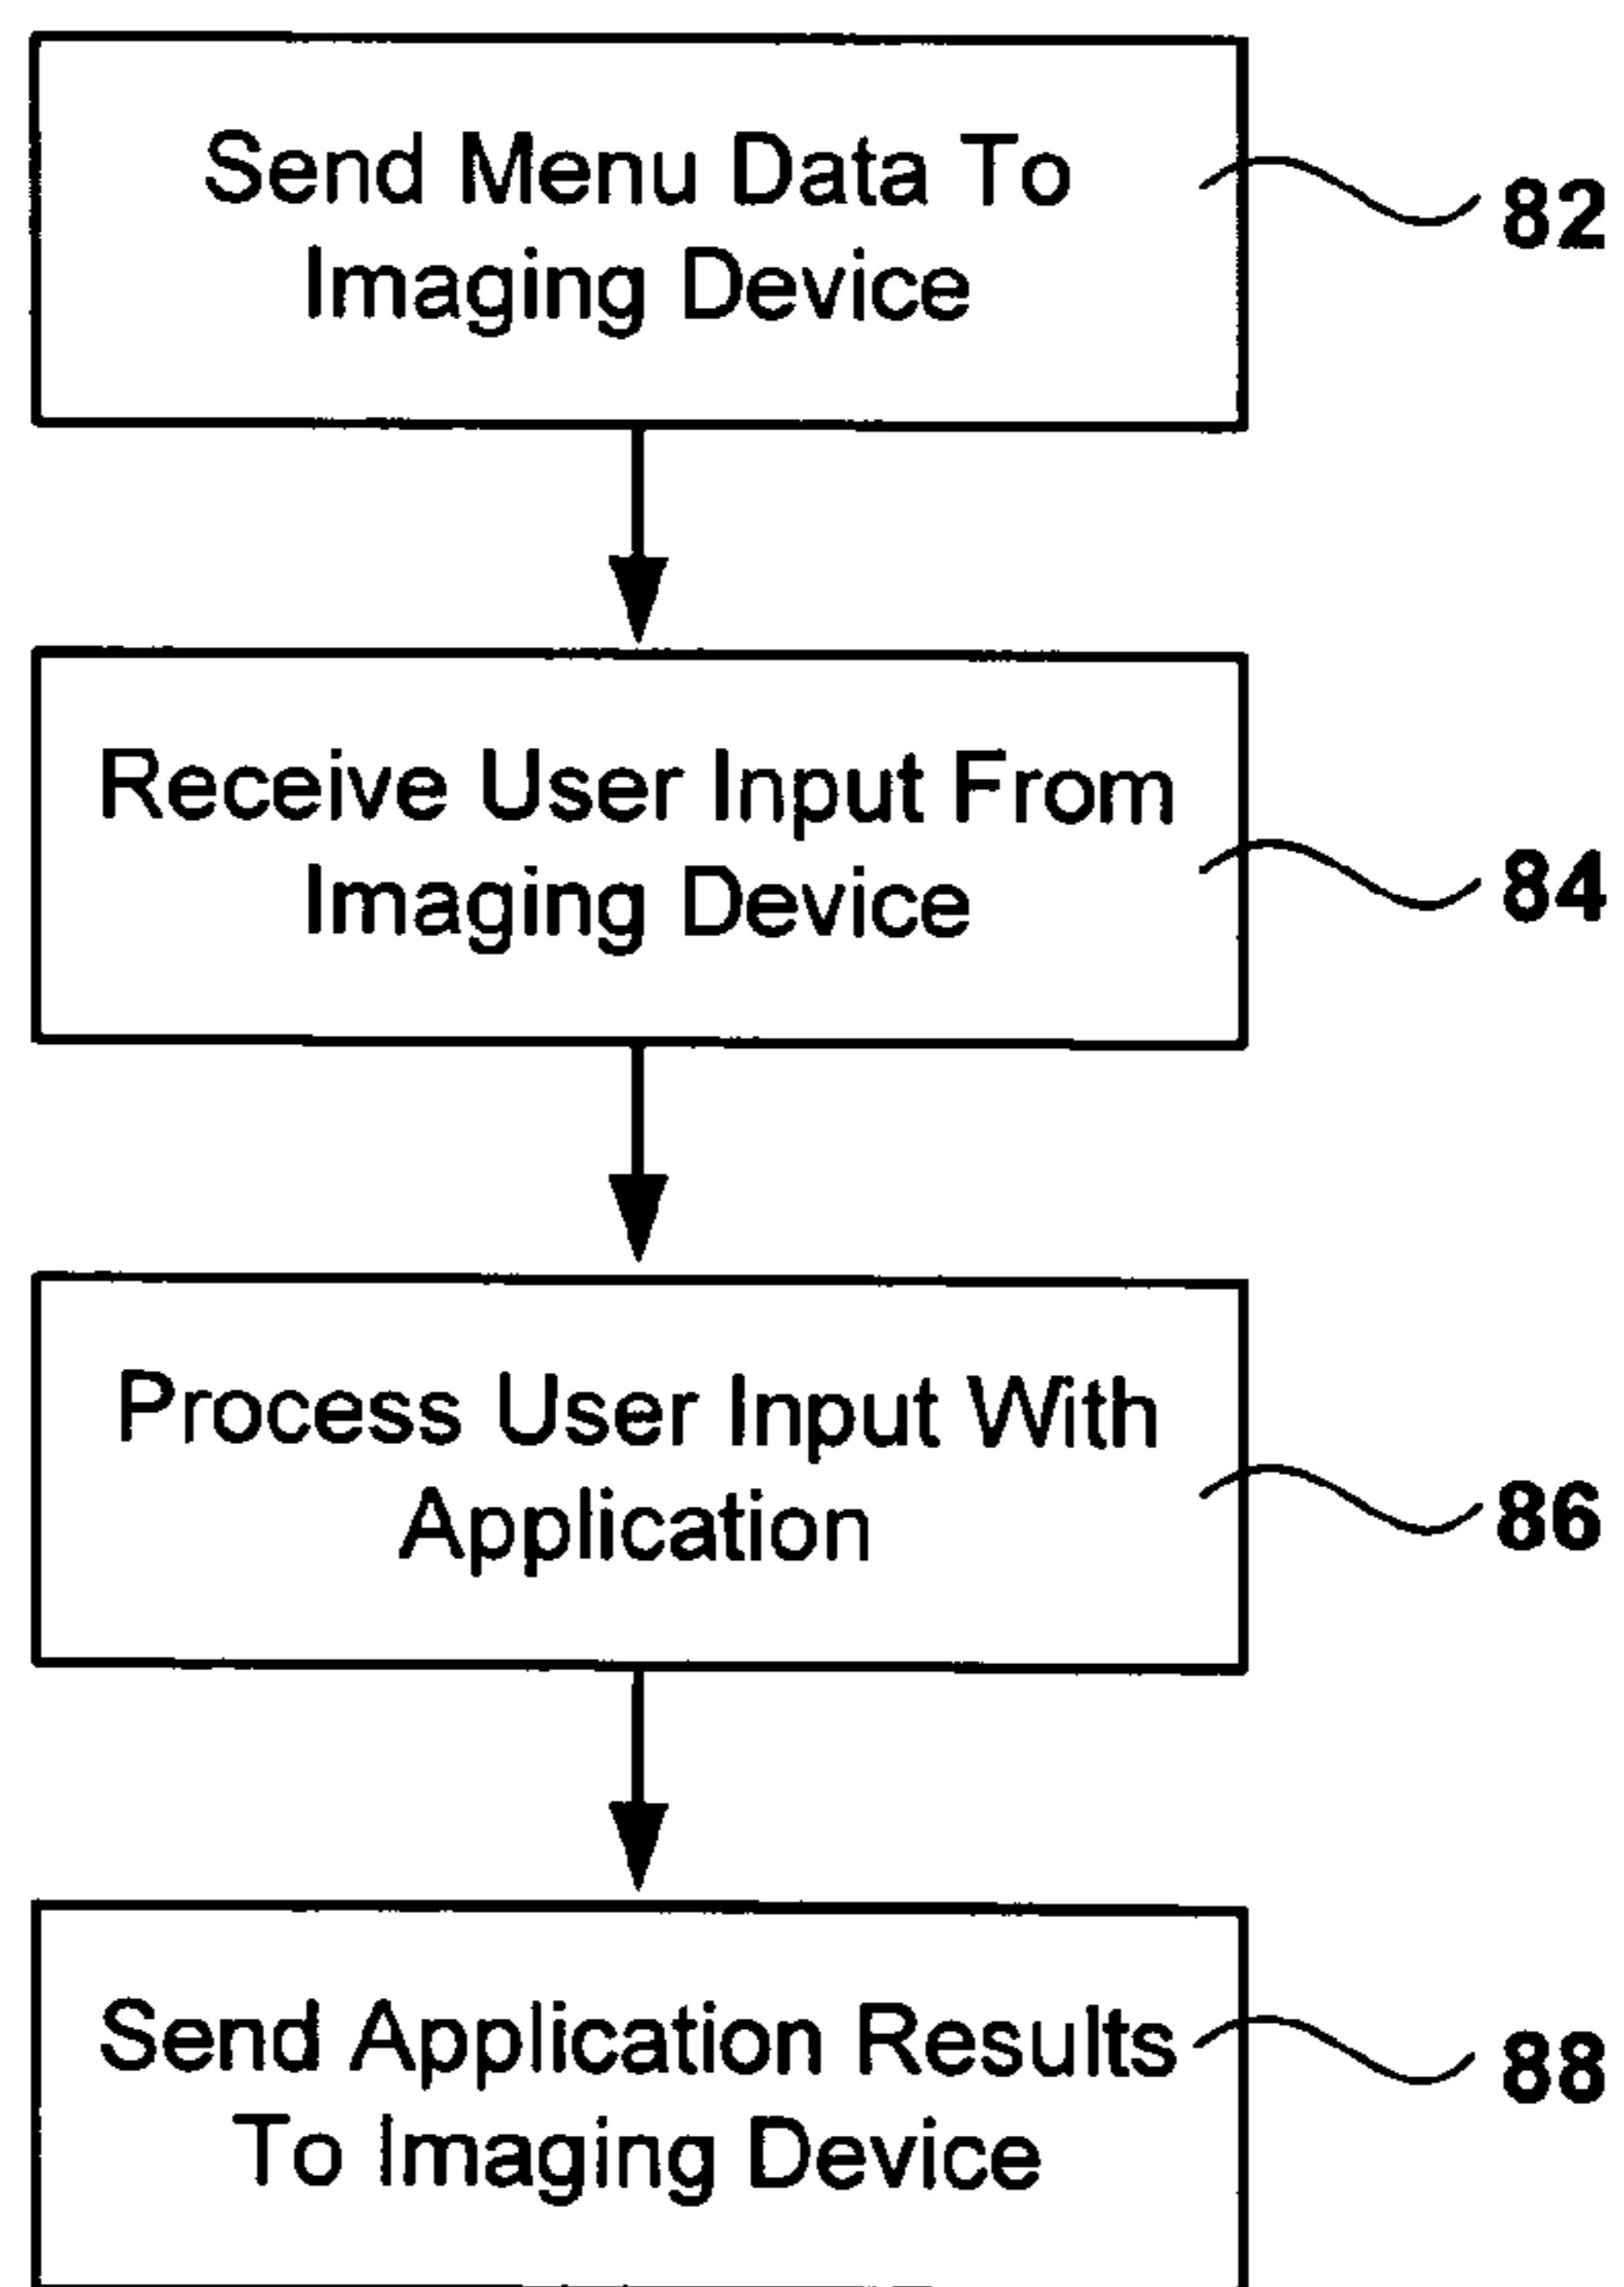 Send Menu Data To
Imaging Device
82
Receive User Input From
Imaging Device
84
Process User Input With
Application
86
Send Application Results
To Imaging Device
88